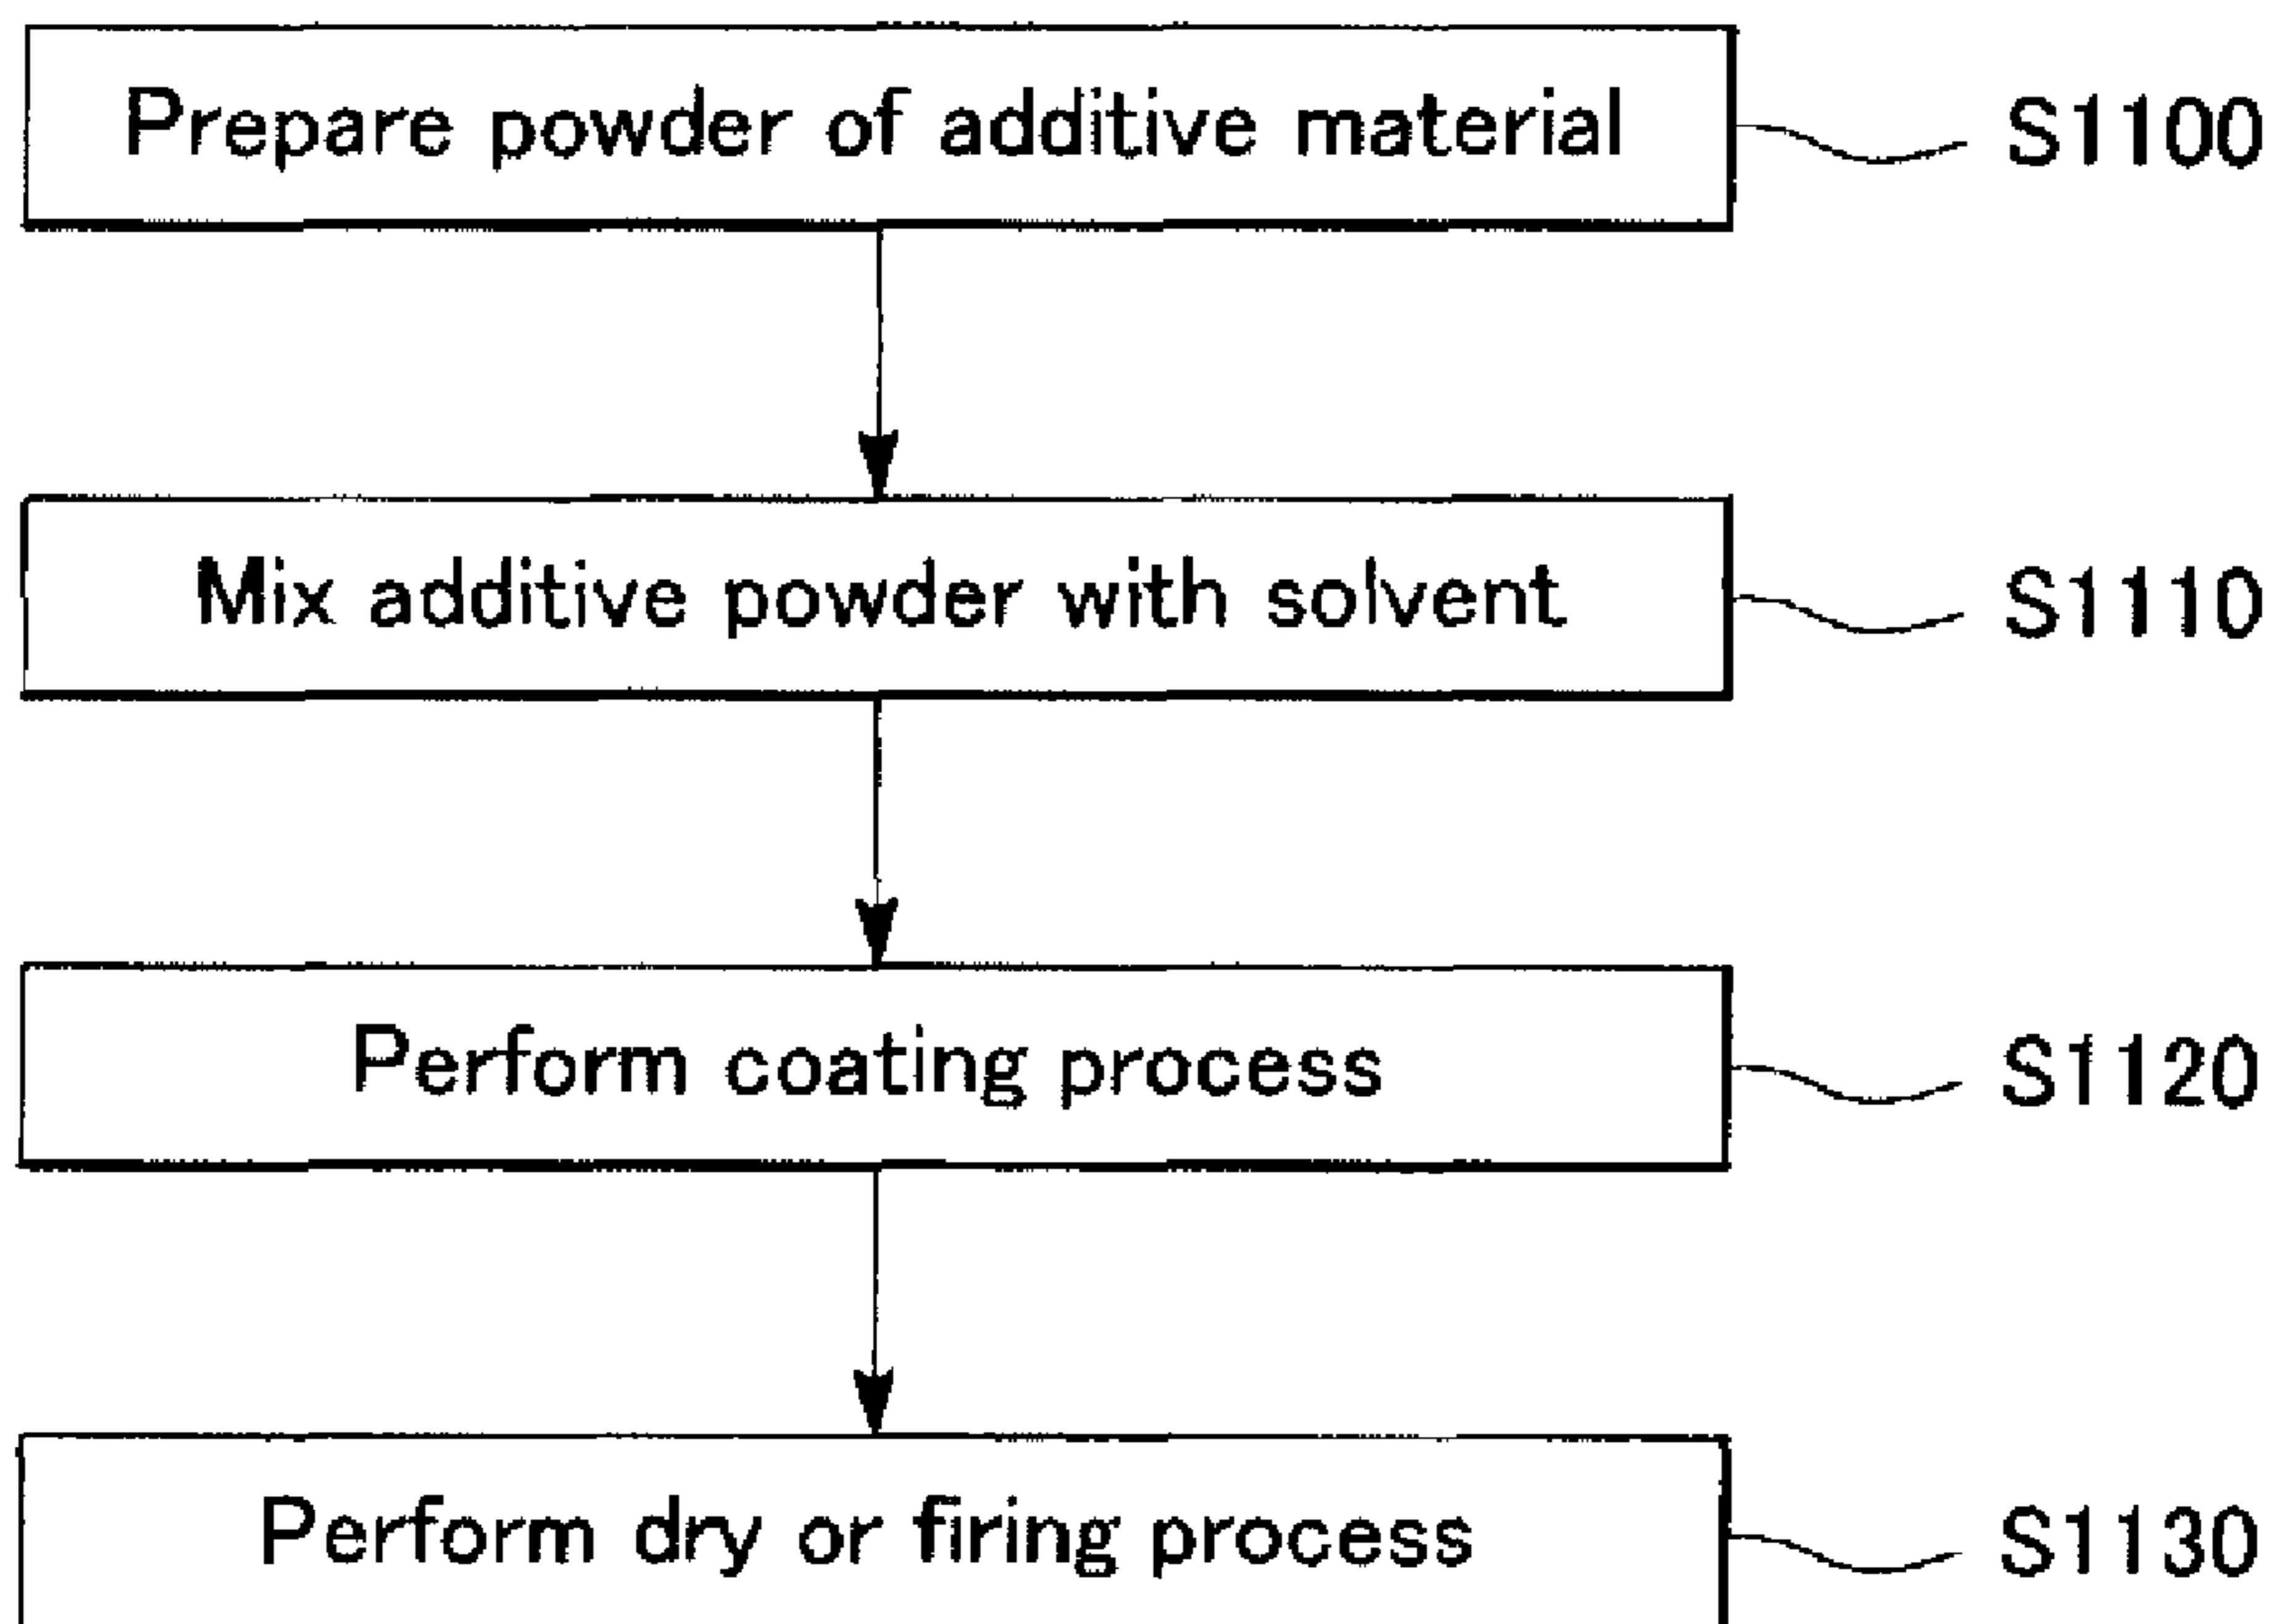 Prepare powder of additive material S1100
Mix additive powder with solvent S1110
Perform coating process S1120
Perform dry or firing process S1130